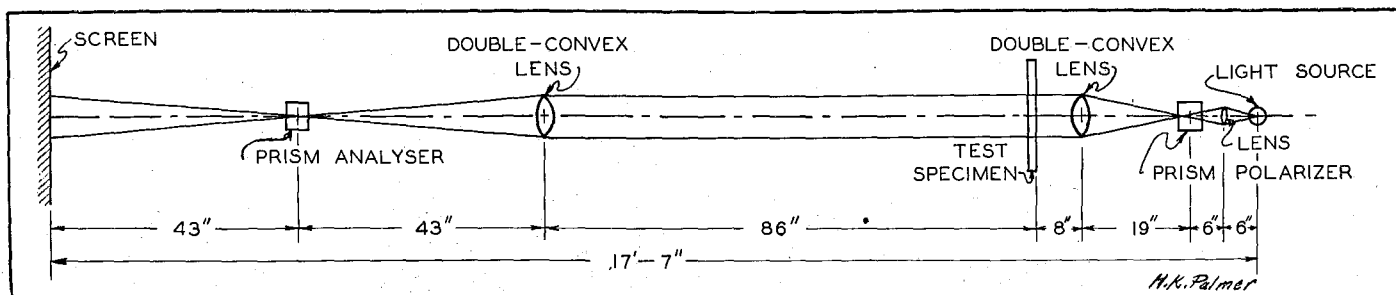 SCREEN
DOUBLE-CONVEX
LENS
DOUBLE-CONVEX
LENS
LIGHT SOURCE
PRISM ANALYSER
TEST
SPECIMEN
LENS
PRISM POLARIZER
43" 43" 86" 8" 19" 6" 6"
17'-7"
H.K. Palmer